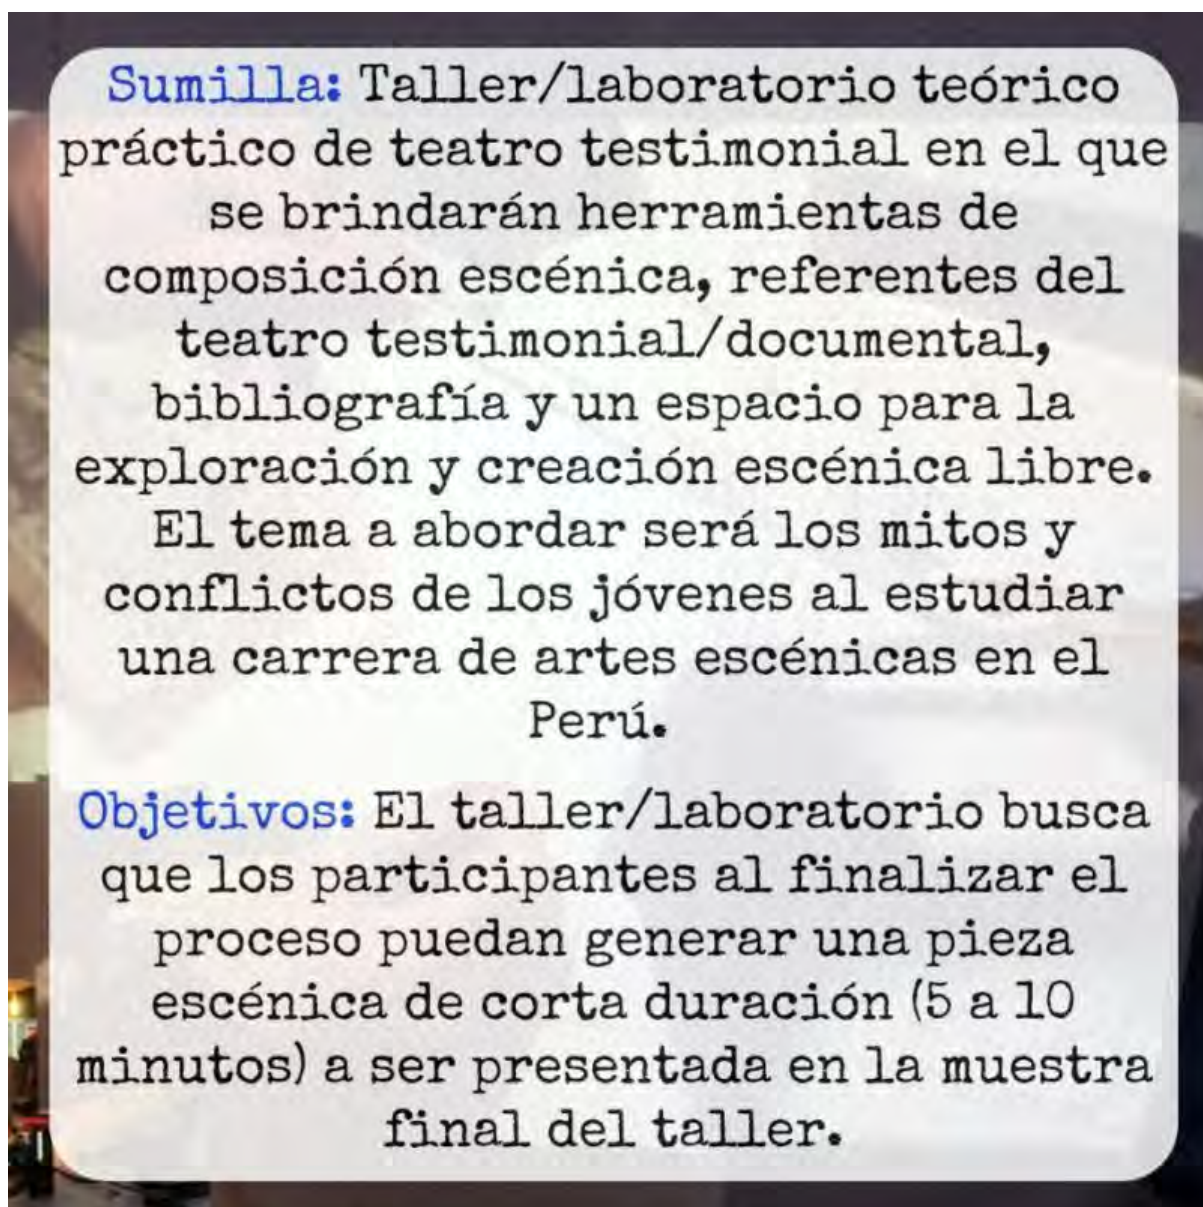 Sumilla: Taller/laboratorio teórico
práctico de teatro testimonial en el que
se brindarán herramientas de
composición escénica, referentes del
teatro testimonial/documental,
bibliografía y un espacio para la
exploración y creación escénica libre.
El tema a abordar será los mitos y
conflictos de los jóvenes al estudiar
una carrera de artes escénicas en el
Perú.
Objetivos: El taller/laboratorio busca
que los participantes al finalizar el
proceso puedan generar una pieza
escénica de corta duración (5 a 10
minutos) a ser presentada en la muestra
final del taller.